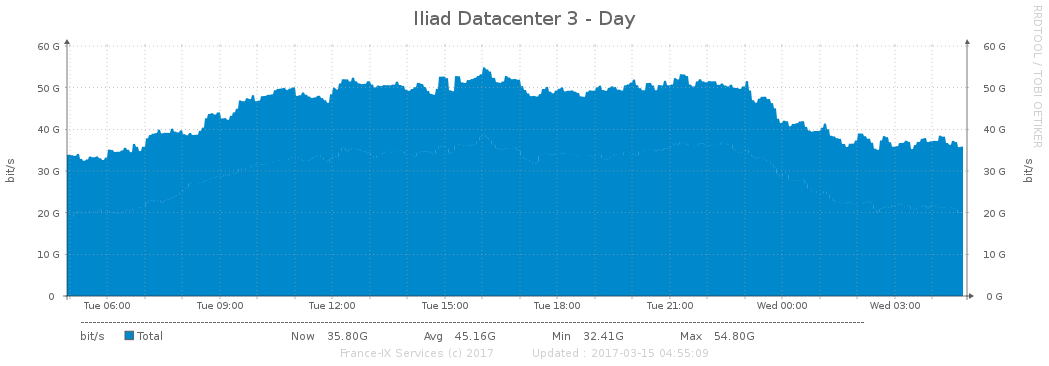 Iliad Datacenter 3 - Day
RRDTOOL / TOBI OETIKER
60 G 60 G
50 G 50 G
40 G 40 G
30 G 30 G
20 G 20 G
10 G 10 G
0 0 G
bit/s bit/s
Tue 06:00 Tue 09:00 Tue 12:00 Tue 15:00 Tue 18:00 Tue 21:00 Wed 00:00 Wed 03:00
bit/s Total Now 35.80G Avg 45.16G Min 32.41G Max 54.80G
France-IX Services (c) 2017 Updated : 2017-03-15 04:55:09